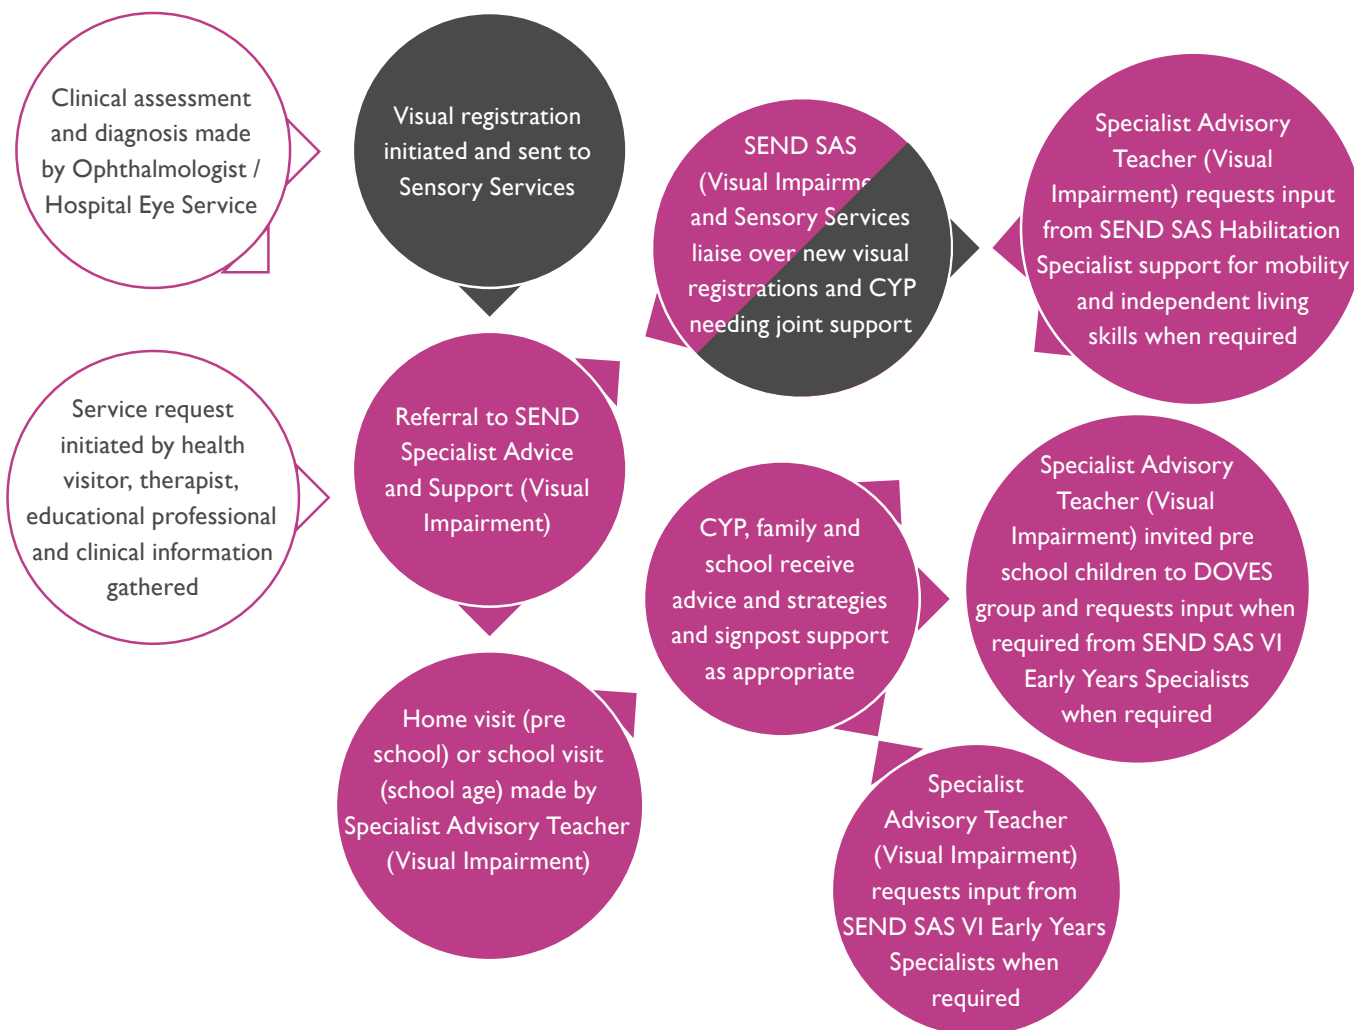 Clinical assessment
and diagnosis made
by Ophthalmologist /
Hospital Eye Service
Visual registration
initiated and sent to
Sensory Services
SEND SAS
(Visual Impairme
and Sensory Services
liaise over new visual
registrations and CYP
needing joint support
Specialist Advisory
Teacher (Visual
Impairment) requests input
from SEND SAS Habilitation
Specialist support for mobility
and independent living
skills when required
Service request
initiated by health
visitor, therapist,
educational professional
and clinical information
gathered
Referral to SEND
Specialist Advice
and Support (Visual
Impairment)
CYP, family and
school receive
advice and strategies
and signpost support
as appropriate
Specialist Advisory
Teacher (Visual
Impairment) invited pre
school children to DOVES
group and requests input when
required from SEND SAS VI
Early Years Specialists
when required
Home visit (pre
school) or school visit
(school age) made by
Specialist Advisory Teacher
(Visual Impairment)
Specialist
Advisory Teacher
(Visual Impairment)
requests input from
SEND SAS VI Early Years
Specialists when
required